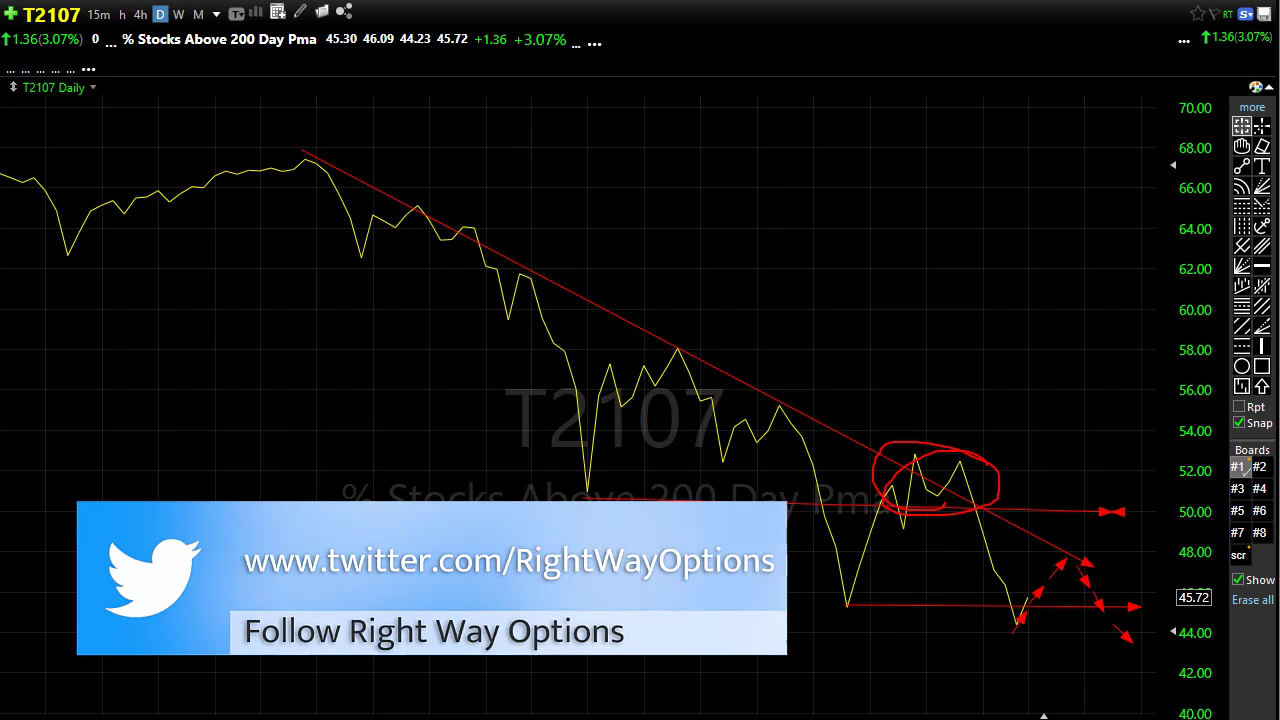 T2107 15m h 4h D W M T RT S
1.36(3.07%) 0 ... % Stocks Above 200 Day Pma 45.30 46.09 44.23 45.72 +1.36 +3.07% ... ... ... 1.36(3.07%)
... ... ... ... ... ...
T2107 Daily
more
70.00
68.00
66.00
64.00
62.00
60.00
58.00
56.00
54.00
52.00
50.00
48.00
45.72
44.00
42.00
40.00
T2107
% Stocks Above 200 Day Pma
www.twitter.com/RightWayOptions
Follow Right Way Options
T
Rpt
Snap
Boards
#1 #2
#3 #4
#5 #6
#7 #8
scr
Show
Erase all